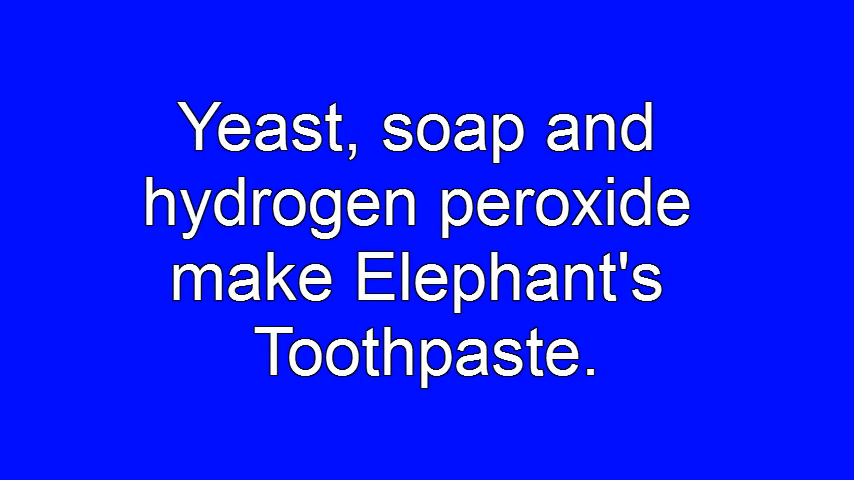 Yeast, soap and
hydrogen peroxide
make Elephant's
Toothpaste.